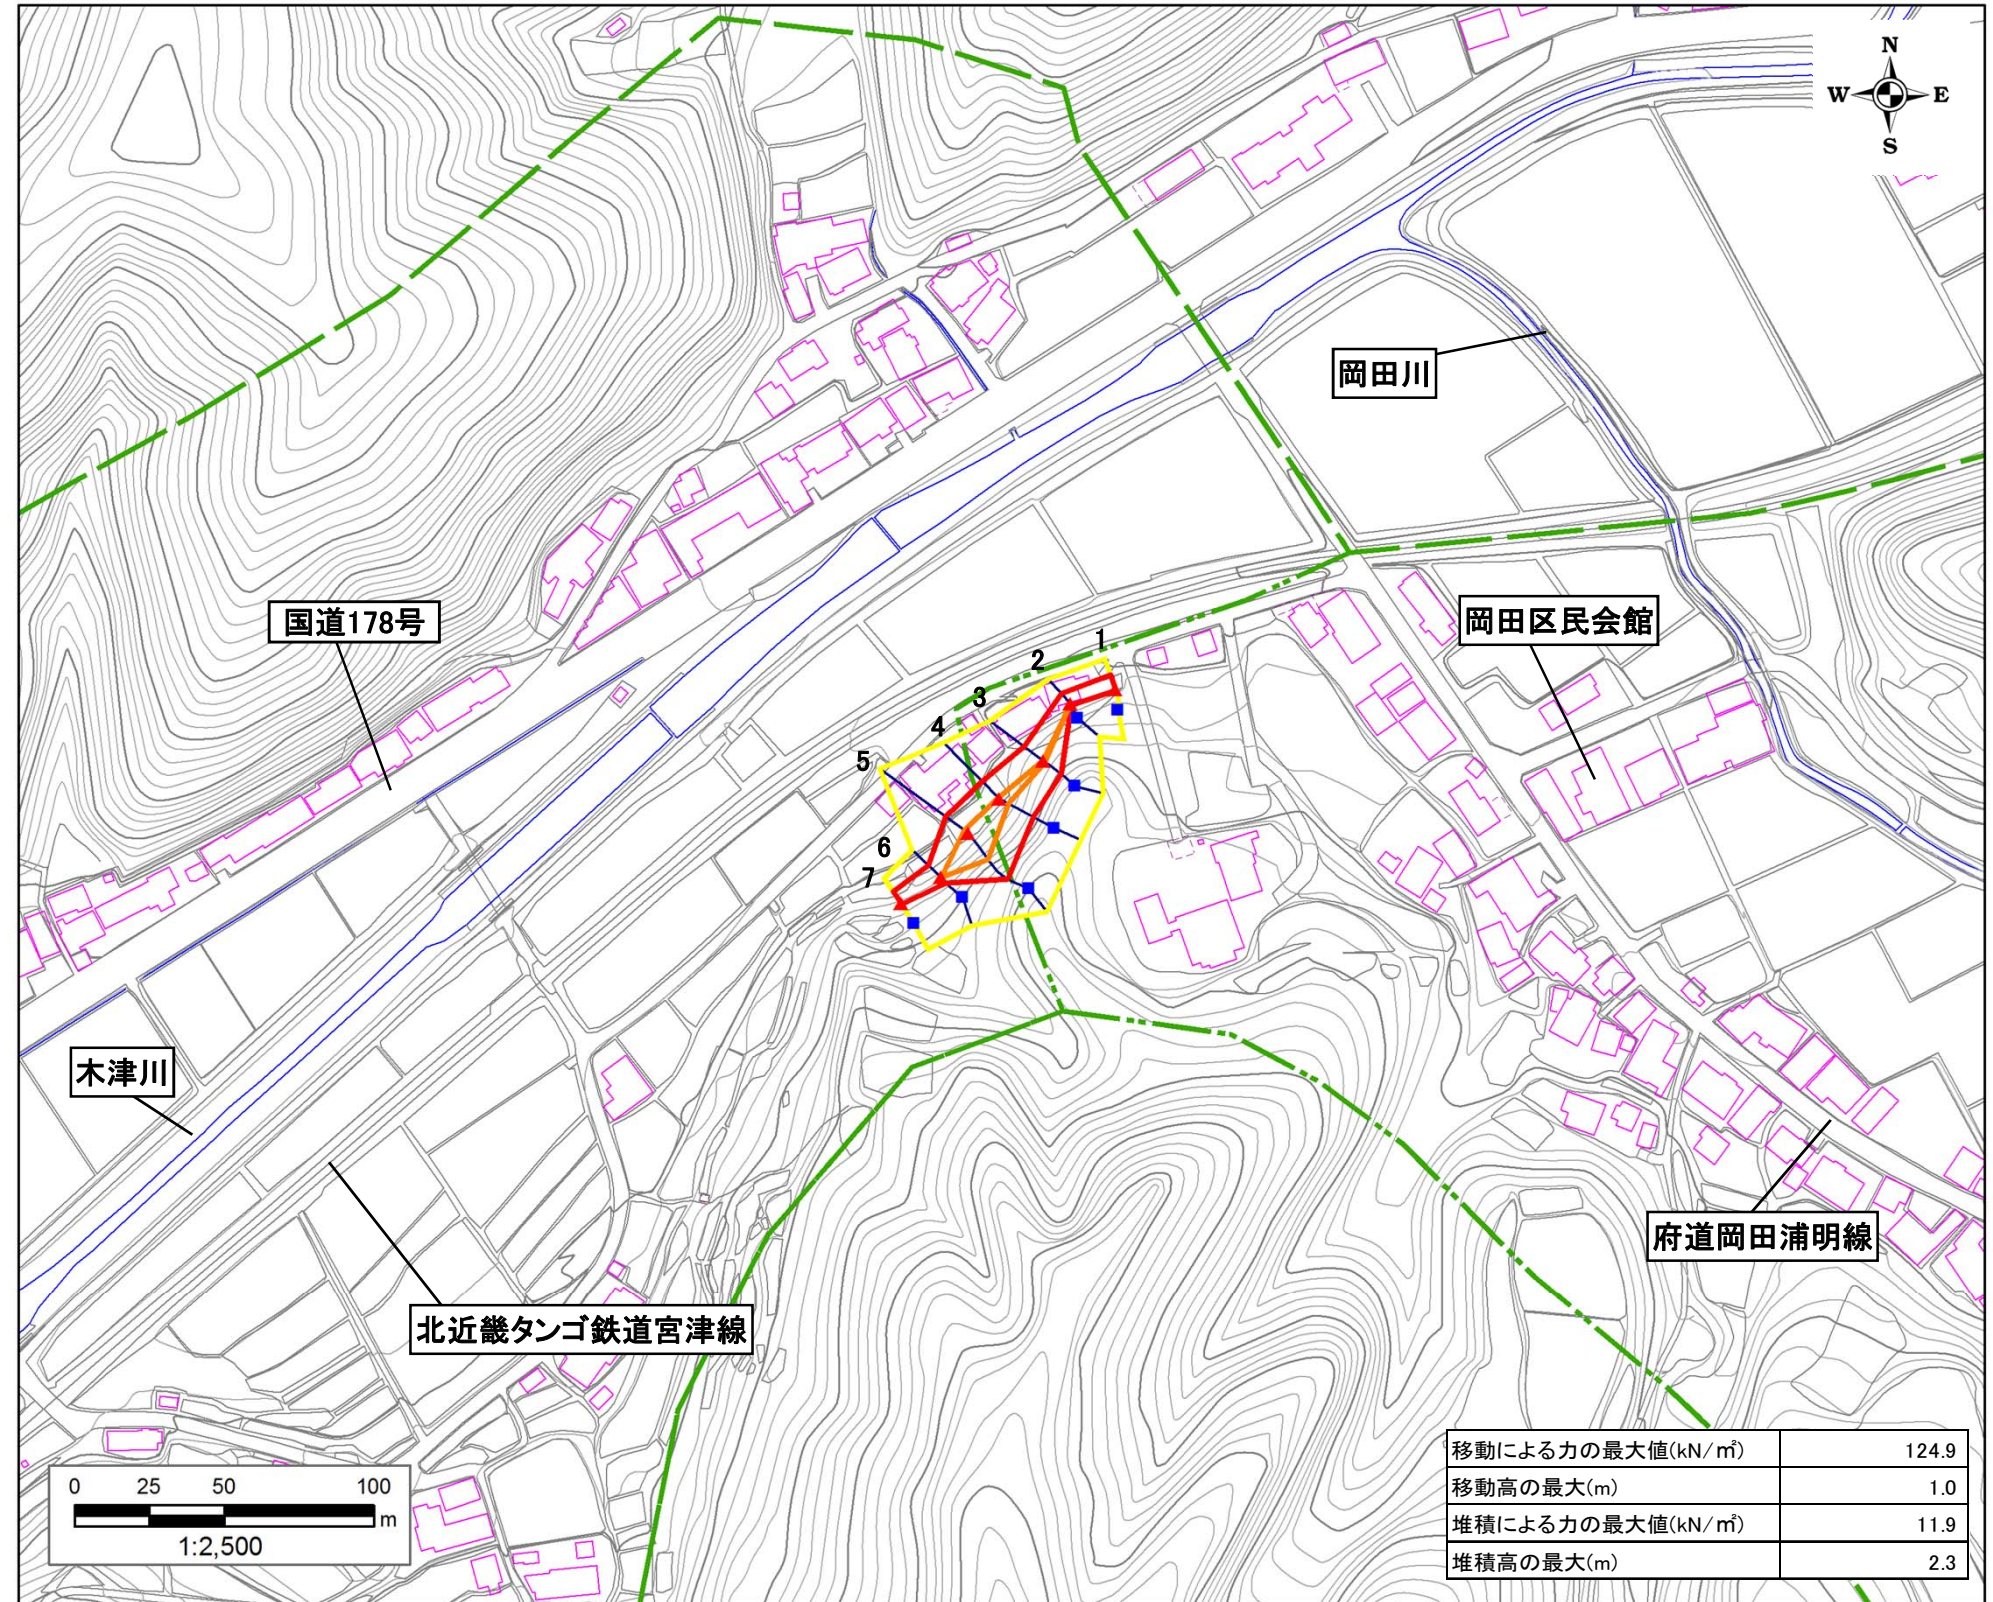 N
W E
S
岡田川
国道178号
岡田区民会館
1
2
3
4
5
6
7
木津川
府道岡田浦明線
北近畿タンゴ鉄道宮津線
0 25 50 100
m
1:2,500
移動による力の最大値(kN/㎡) 124.9
移動高の最大(m) 1.0
堆積による力の最大値(kN/㎡) 11.9
堆積高の最大(m) 2.3